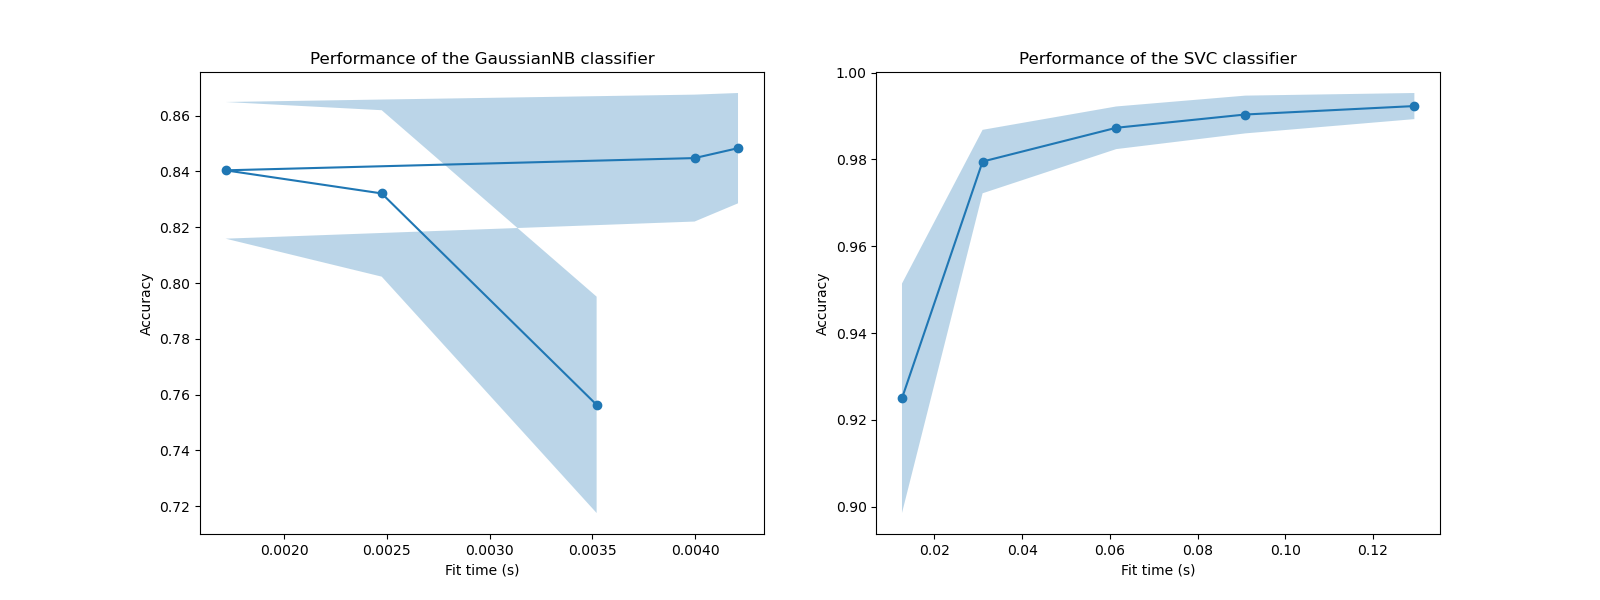 Performance of the GaussianNB classifier
Accuracy
0.86
0.84
0.82
0.80
0.78
0.76
0.74
0.72
0.0020 0.0025 0.0030 0.0035 0.0040
Fit time (s)
Performance of the SVC classifier
Accuracy
1.00
0.98
0.96
0.94
0.92
0.90
0.02 0.04 0.06 0.08 0.10 0.12
Fit time (s)